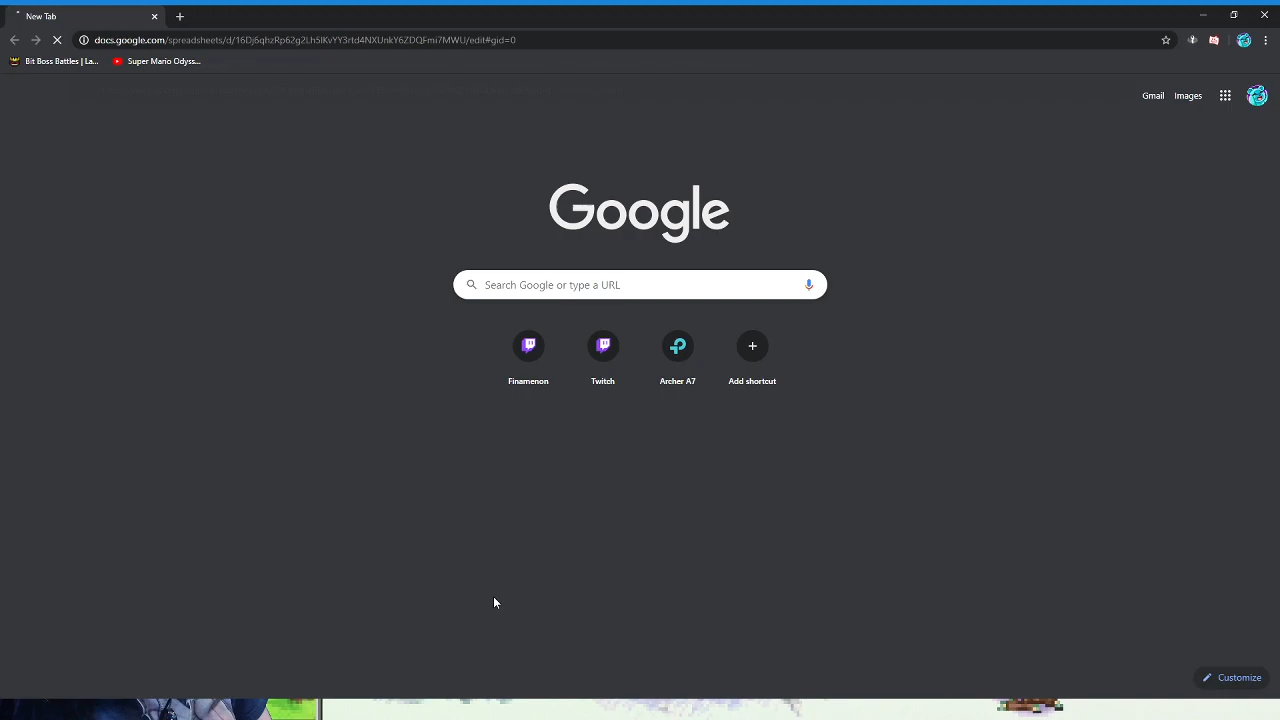 New Tab
docs.google.com/spreadsheets/d/16Dj6qhzRp62g2Lh5IKvYY3rtd4NXUnkY6ZDQFmi7MWU/edit#gid=0
Bit Boss Battles | La...
Super Mario Odyss...
Gmail
Images
Google
Search Google or type a URL
Finamenon
Twitch
Archer A7
Add shortcut
Customize